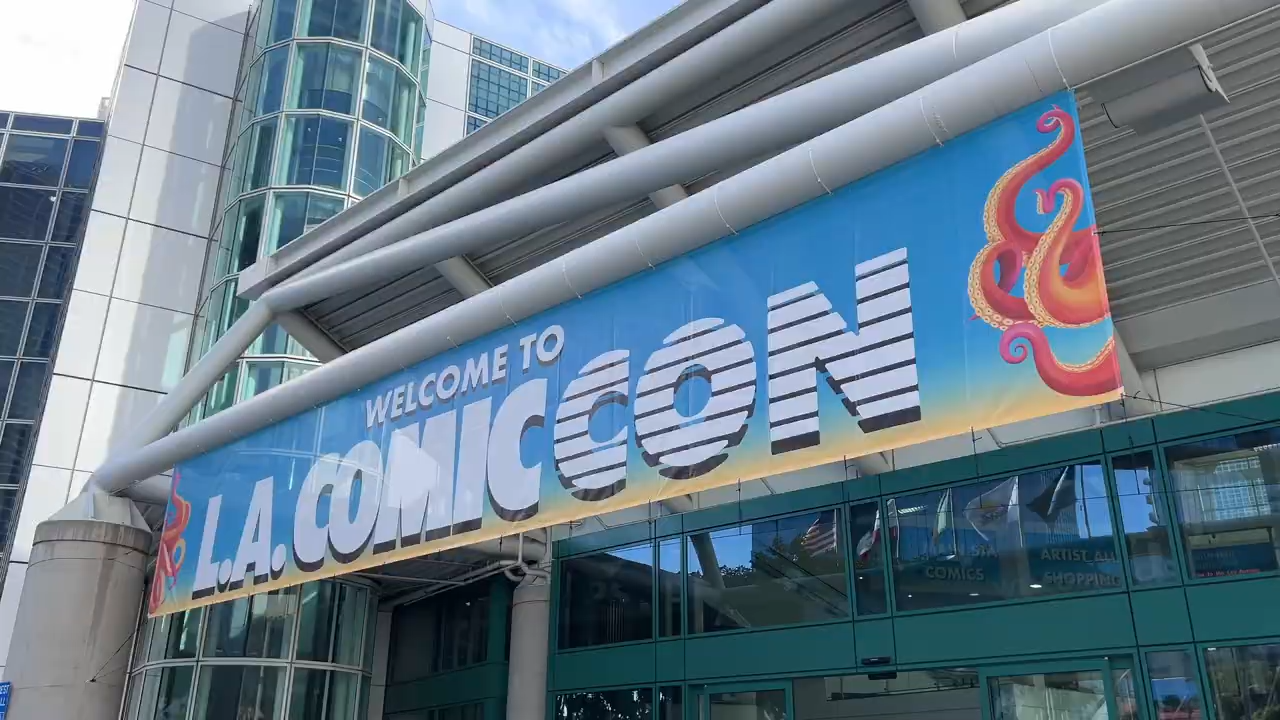 WELCOME TO
L.A. COMIC CON
COMICS
ARTIST ALL
SHOPPING